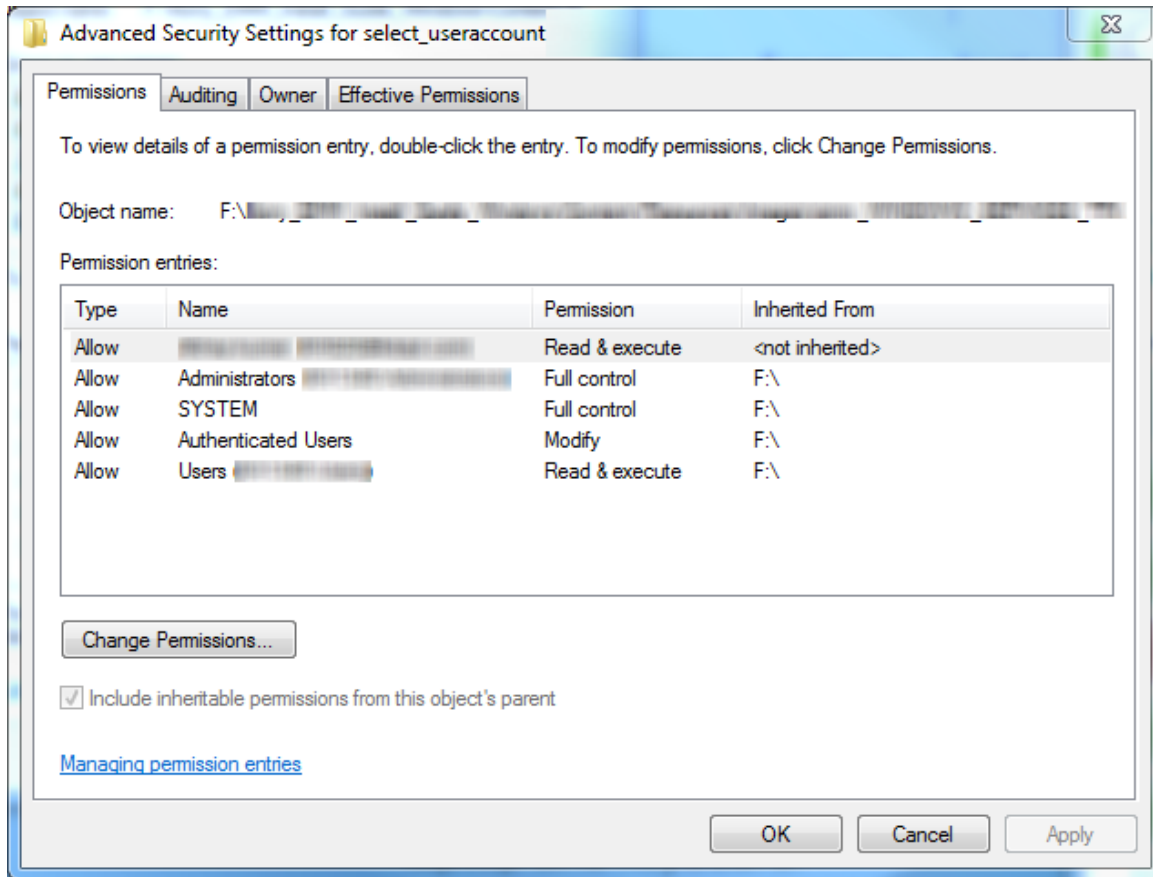 Advanced Security Settings for select_useraccount
Permissions Auditing Owner Effective Permissions
To view details of a permission entry, double-click the entry. To modify permissions, click Change Permissions.
Object name: F:\
Permission entries:
Type Name Permission Inherited From
Allow Read & execute <not inherited>
Allow Administrators Full control F:\
Allow SYSTEM Full control F:\
Allow Authenticated Users Modify F:\
Allow Users Read & execute F:\
Change Permissions...
Include inheritable permissions from this object's parent
Managing permission entries
OK Cancel Apply